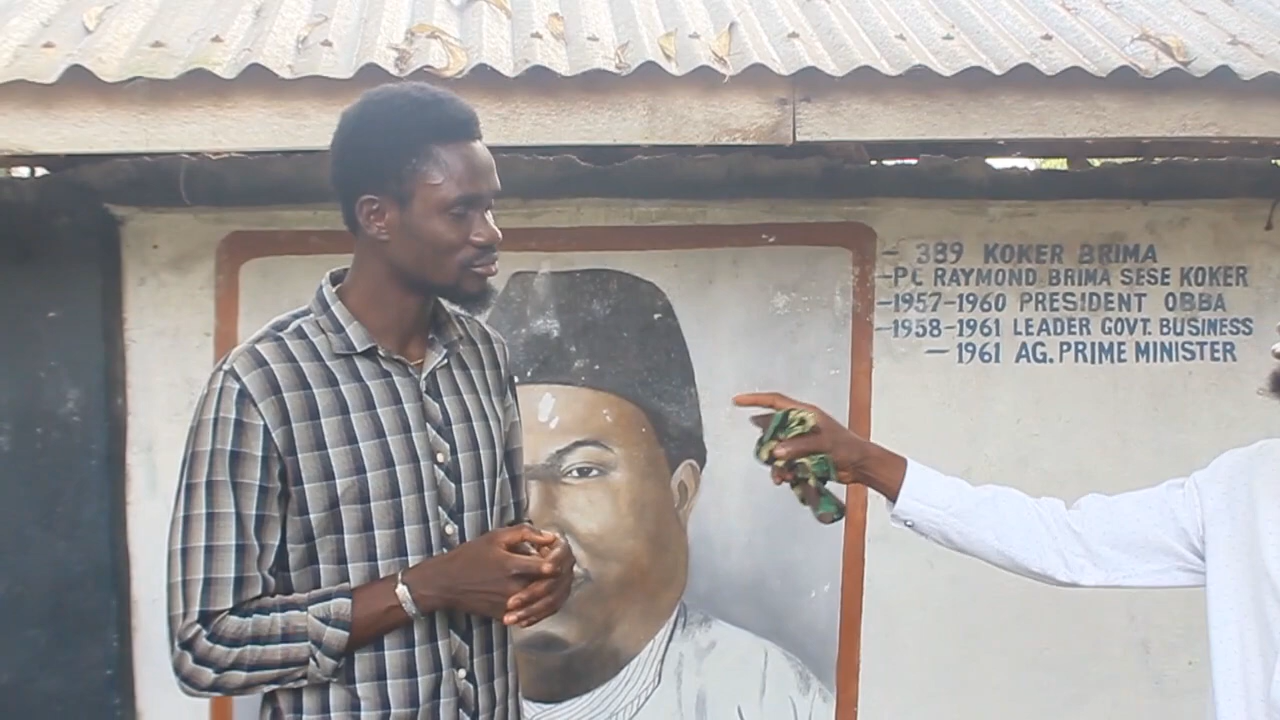 - 389 KOKER BRIMA
-PC RAYMOND BRIMA SESE KOKER
-1957-1960 PRESIDENT OBBA
-1958-1961 LEADER GOVT. BUSINESS
- 1961 AG. PRIME MINISTER